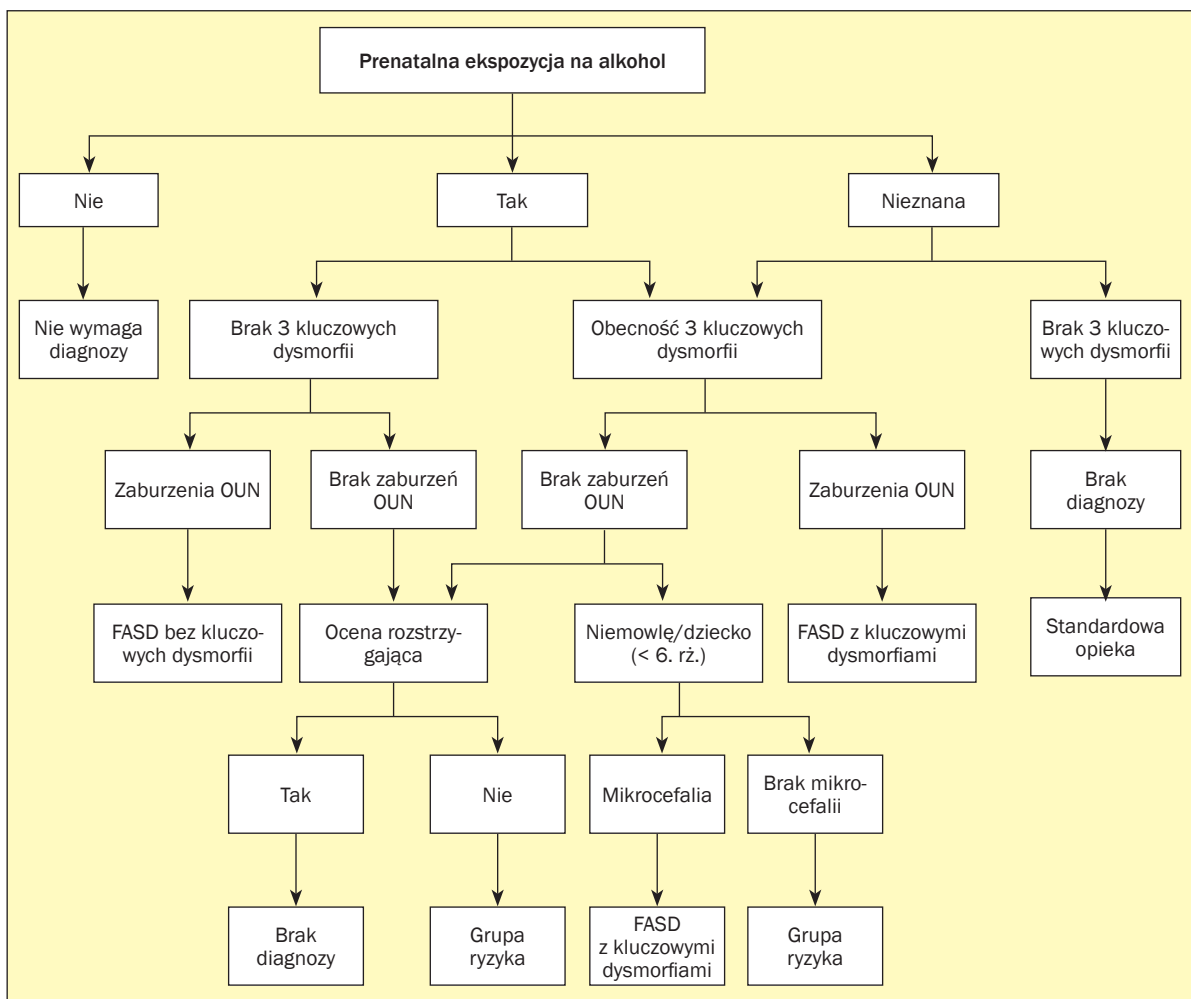 Prenatalna ekspozycja na alkohol
Nie
Tak
Nieznana
Nie wymaga
diagnozy
Brak 3 kluczowych
dysmorfii
Obecność 3 kluczowych
dysmorfii
Brak 3 kluczo-
wych dysmorfii
Zaburzenia OUN
Brak zaburzeń
OUN
Brak zaburzeń
OUN
Zaburzenia OUN
Brak
diagnozy
FASD bez kluczo-
wych dysmorfii
Ocena rozstrzy-
gająca
Niemowlę/dziecko
(< 6. rż.)
FASD z kluczowymi
dysmorfiami
Standardowa
opieka
Tak
Nie
Mikrocefalia
Brak mikro-
cefalii
Brak
diagnozy
Grupa
ryzyka
FASD
z kluczowymi
dysmorfiami
Grupa
ryzyka